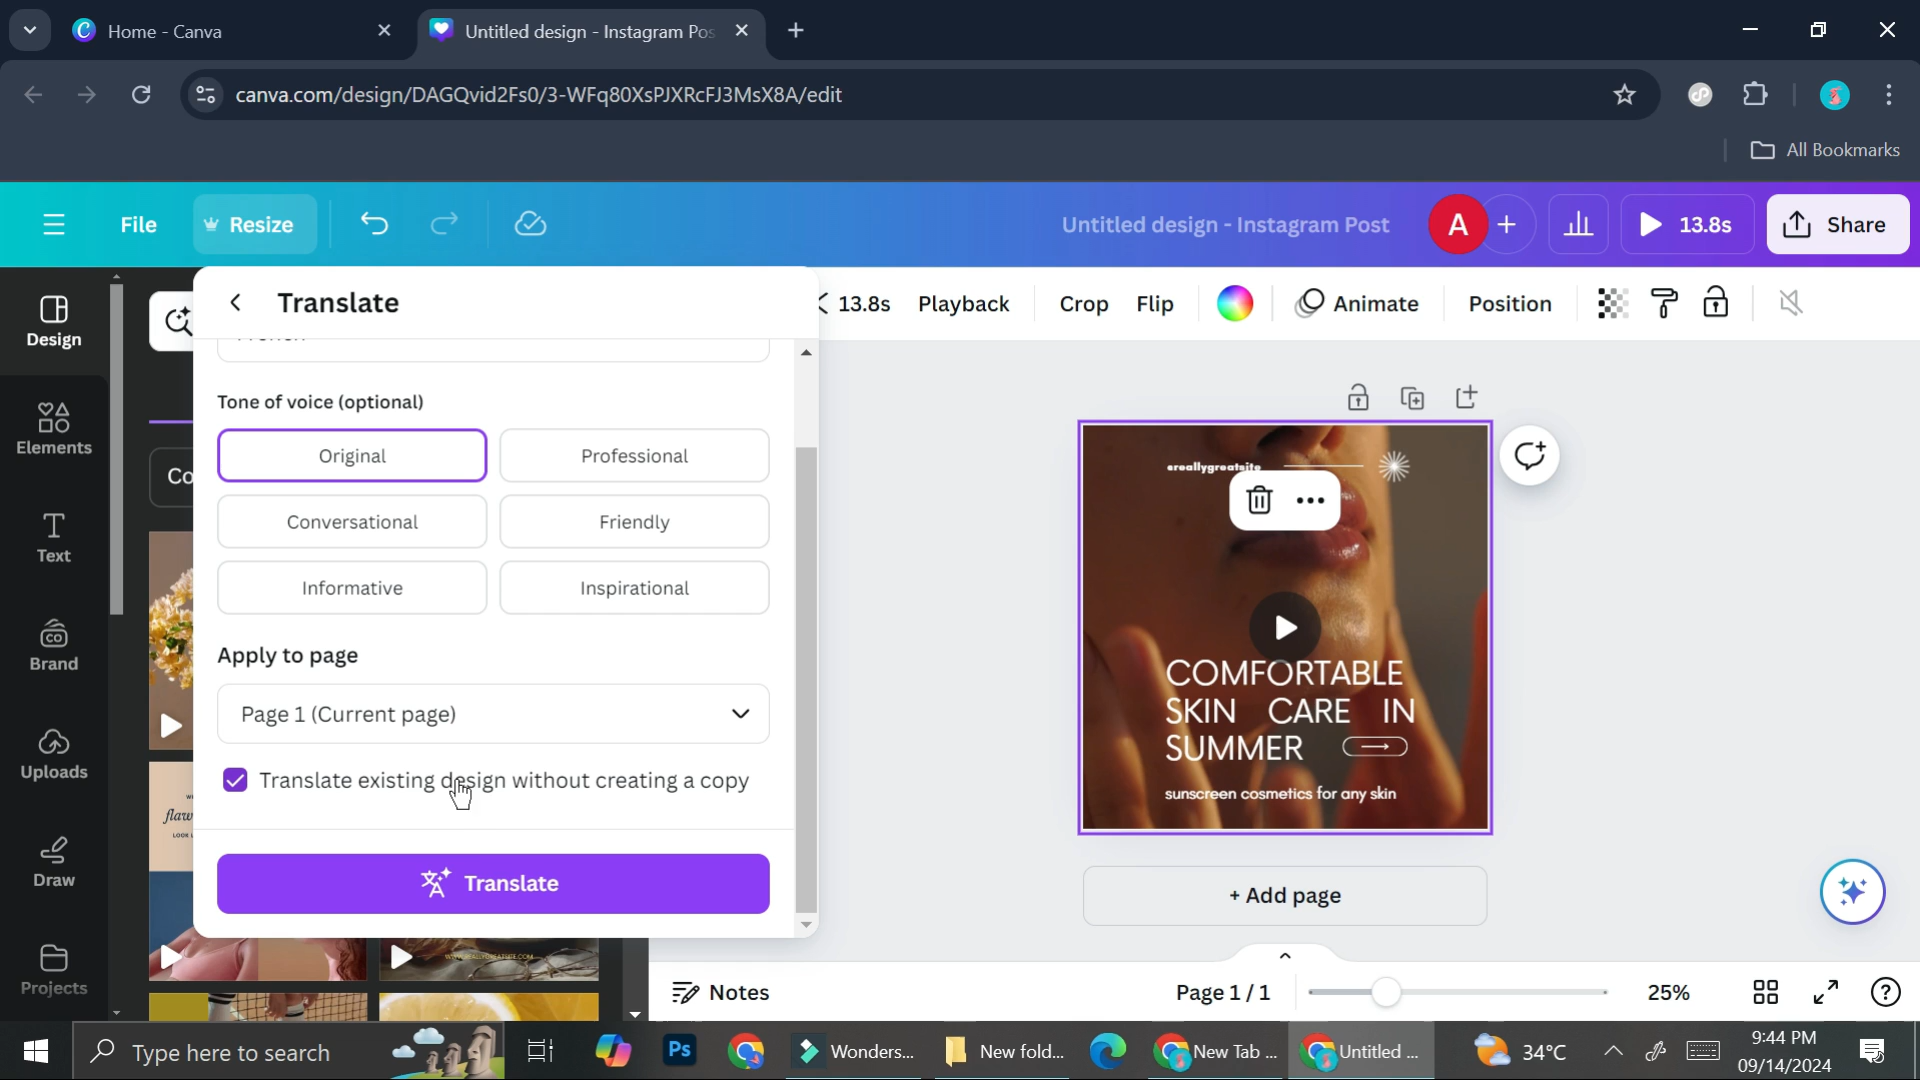 Home - Canva
Untitled design - Instagram Pos
canva.com/design/DAGQvid2Fs0/3-WFq80XsPJXRcFJ3MsX8A/edit
All Bookmarks
File
Resize
Untitled design - Instagram Post
A
13.8s
Share
Design
Elements
Text
Brand
Uploads
Draw
Projects
Co
Translate
Tone of voice (optional)
Original
Professional
Conversational
Friendly
Informative
Inspirational
Apply to page
Page 1 (Current page)
Translate existing design without creating a copy
Translate
13.8s
Playback
Crop
Flip
Animate
Position
COMFORTABLE
SKIN CARE IN
SUMMER
sunscreen cosmetics for any skin
+ Add page
Notes
Page 1 / 1
25%
Type here to search
Ps
Wonders...
New fold...
New Tab ...
Untitled ...
34°C
9:44 PM
09/14/2024